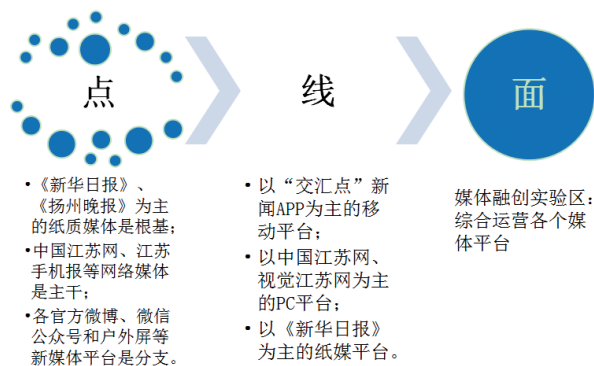 点
线
面
•《新华日报》、
《扬州晚报》为主
的纸质媒体是根基；
•中国江苏网、江苏
手机报等网络媒体
是主干；
•各官方微博、微信
公众号和户外屏等
新媒体平台是分支。
•以“交汇点”新
闻APP为主的移
动平台；
•以中国江苏网、
视觉江苏网为主
的PC平台；
•以《新华日报》
为主的纸媒平台。
媒体融创实验区：
综合运营各个媒
体平台